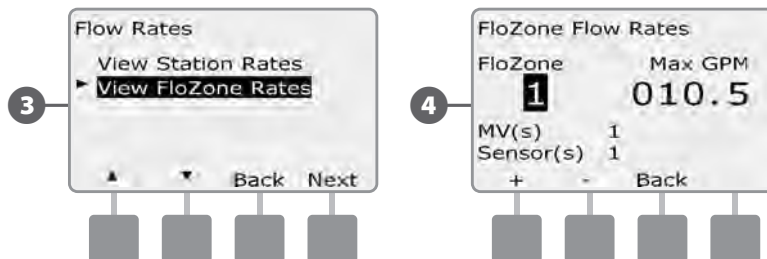 3
Flow Rates
View Station Rates
► View FloZone Rates
▲ ▼ Back Next
4
FloZone Flow Rates
FloZone Max GPM
1 010.5
MV(s) 1
Sensor(s) 1
+ - Back